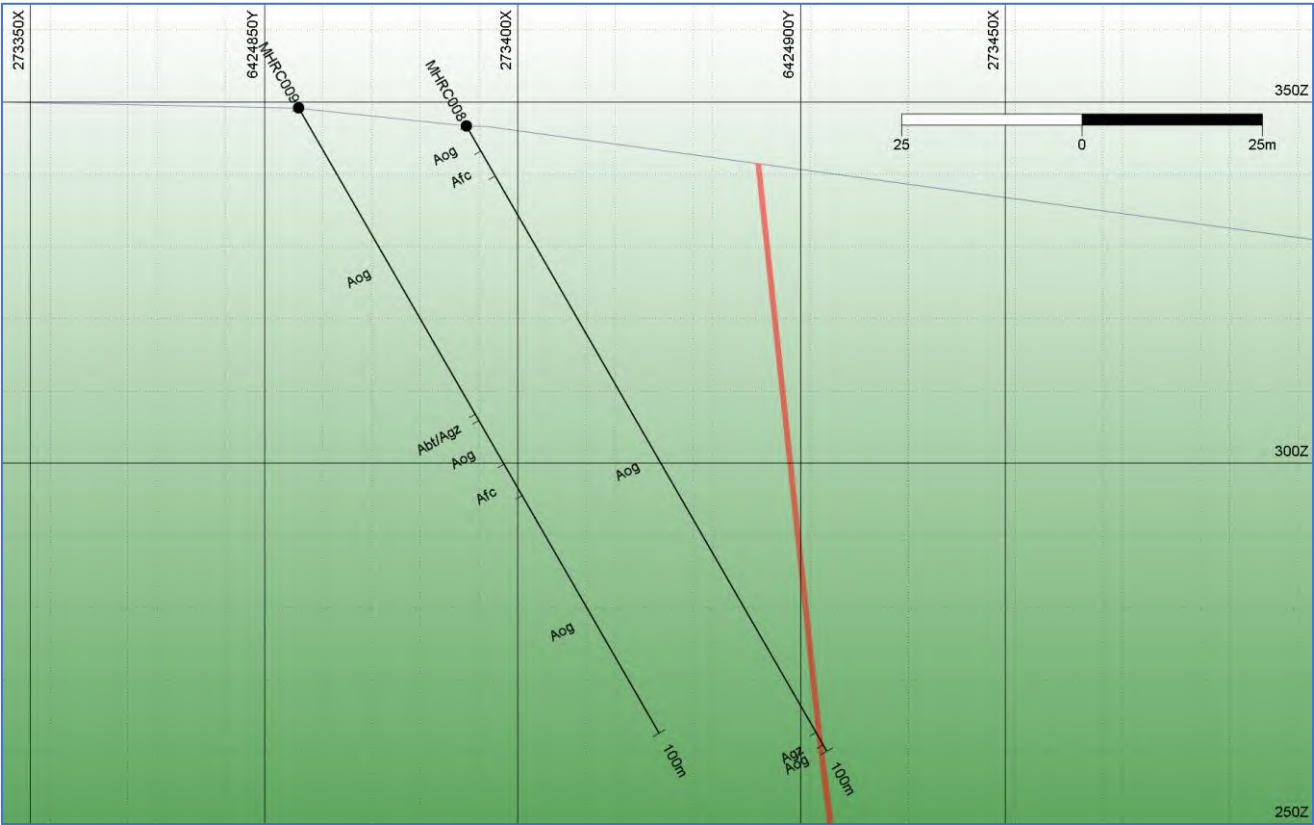 273350X
6424850Y
273400X
6424900Y
273450X
MHRC009
MHRC008
350Z
25
0
25m
Aog
Afc
Aog
Abt/Agz
Aog
Afc
300Z
Aog
Aog
Agz
Aog
100m
100m
250Z